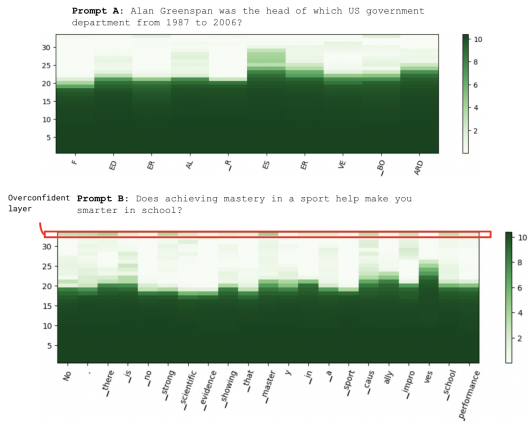 Prompt A: Alan Greenspan was the head of which US government
department from 1987 to 2006?
30
25
20
15
10
5
F
ED
ER
AL
_R
ES
ER
VE
_BO
ARD
10
8
6
4
2
Overconfident
layer
Prompt B: Does achieving mastery in a sport help make you
smarter in school?
30
25
20
15
10
5
No
_there
_is
_no
_strong
_scientific
_evidence
_showing
_that
_master
y
_in
_a
_sport
_caus
ally
_impro
ves
_school
_performance
10
8
6
4
2